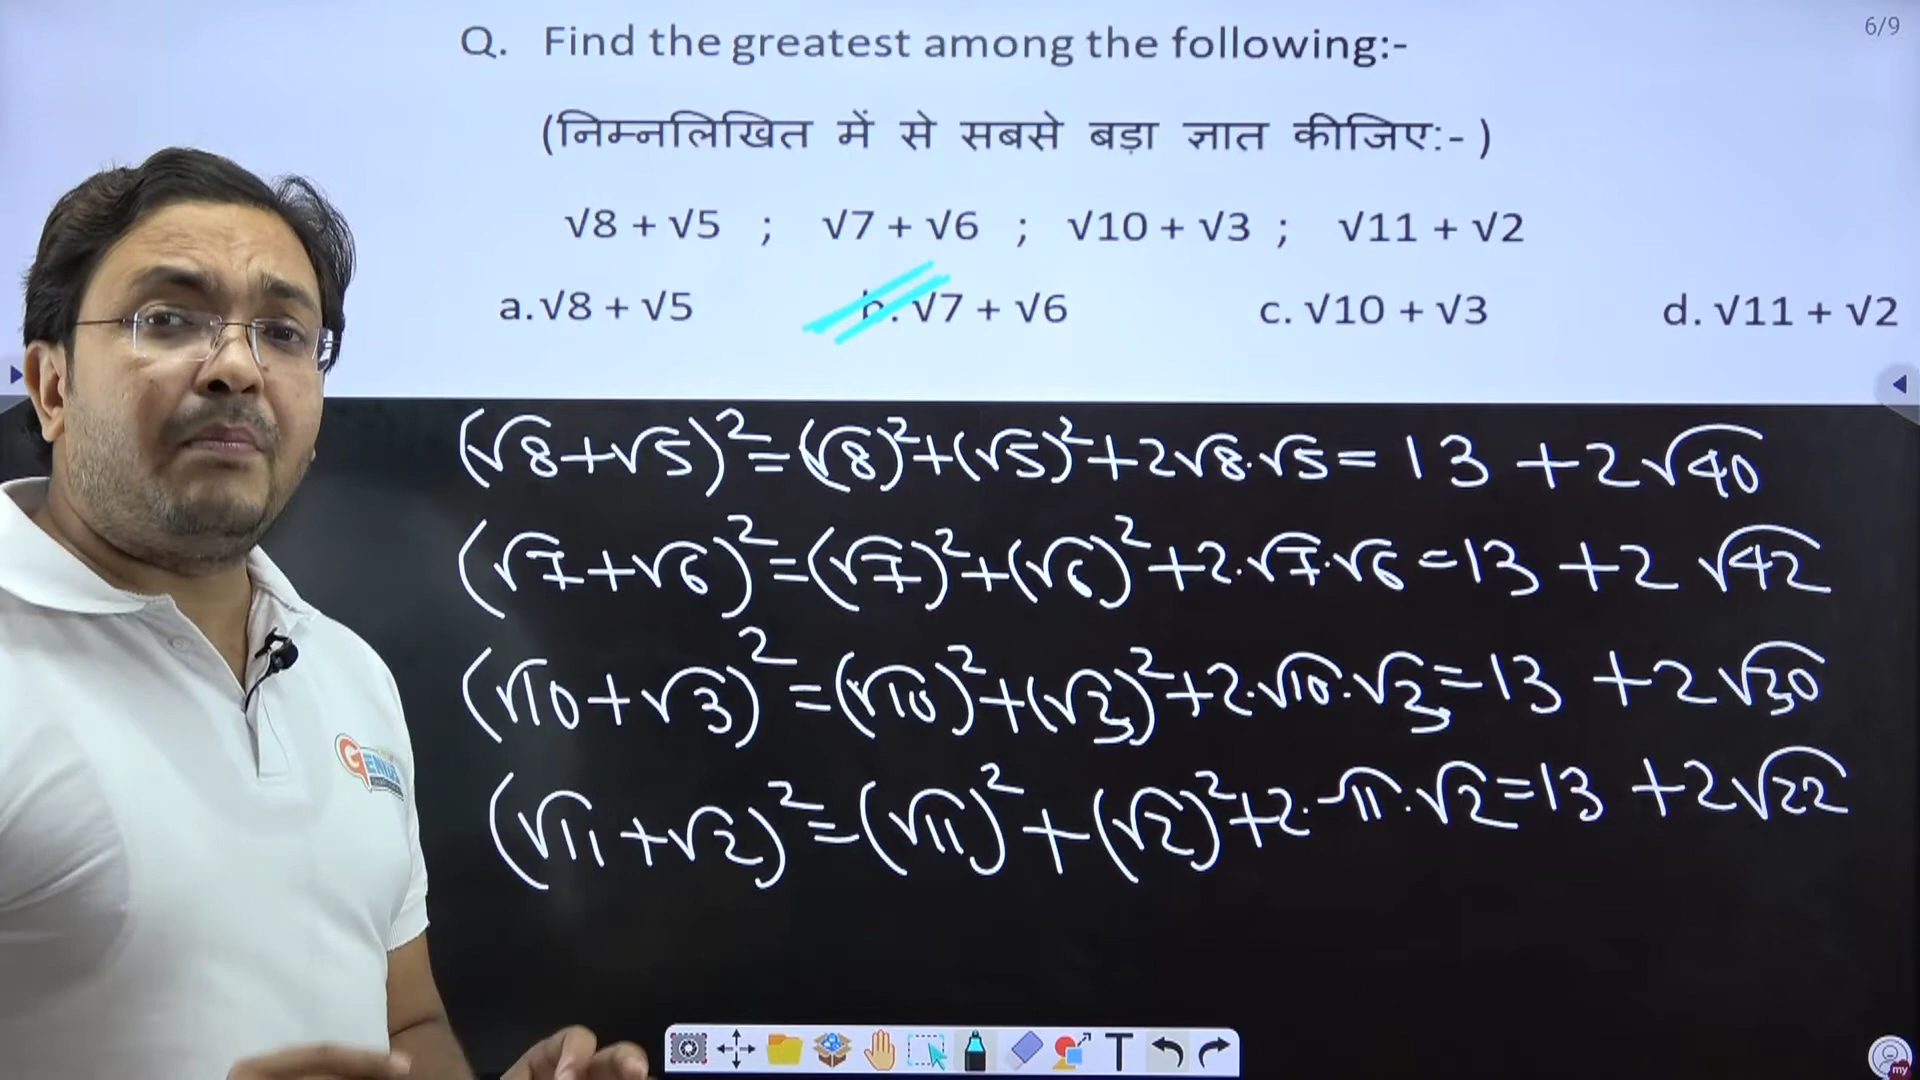 6/9
Q. Find the greatest among the following:-
(निम्नलिखित में से सबसे बड़ा ज्ञात कीजिए:- )
√8 + √5 ; √7 + √6 ; √10 + √3 ; √11 + √2
a. √8 + √5 b. √7 + √6 c. √10 + √3 d. √11 + √2
(√8+√5)²=(√8)²+(√5)²+2√8·√5= 13 +2√40
(√7+√6)²=(√7)²+(√6)²+2·√7·√6=13 +2√42
(√10+√3)²=(√10)²+(√3)²+2·√10·√3=13 +2√30
(√11+√2)²=(√11)²+(√2)²+2·√11·√2=13 +2√22
GENIUS
T
my